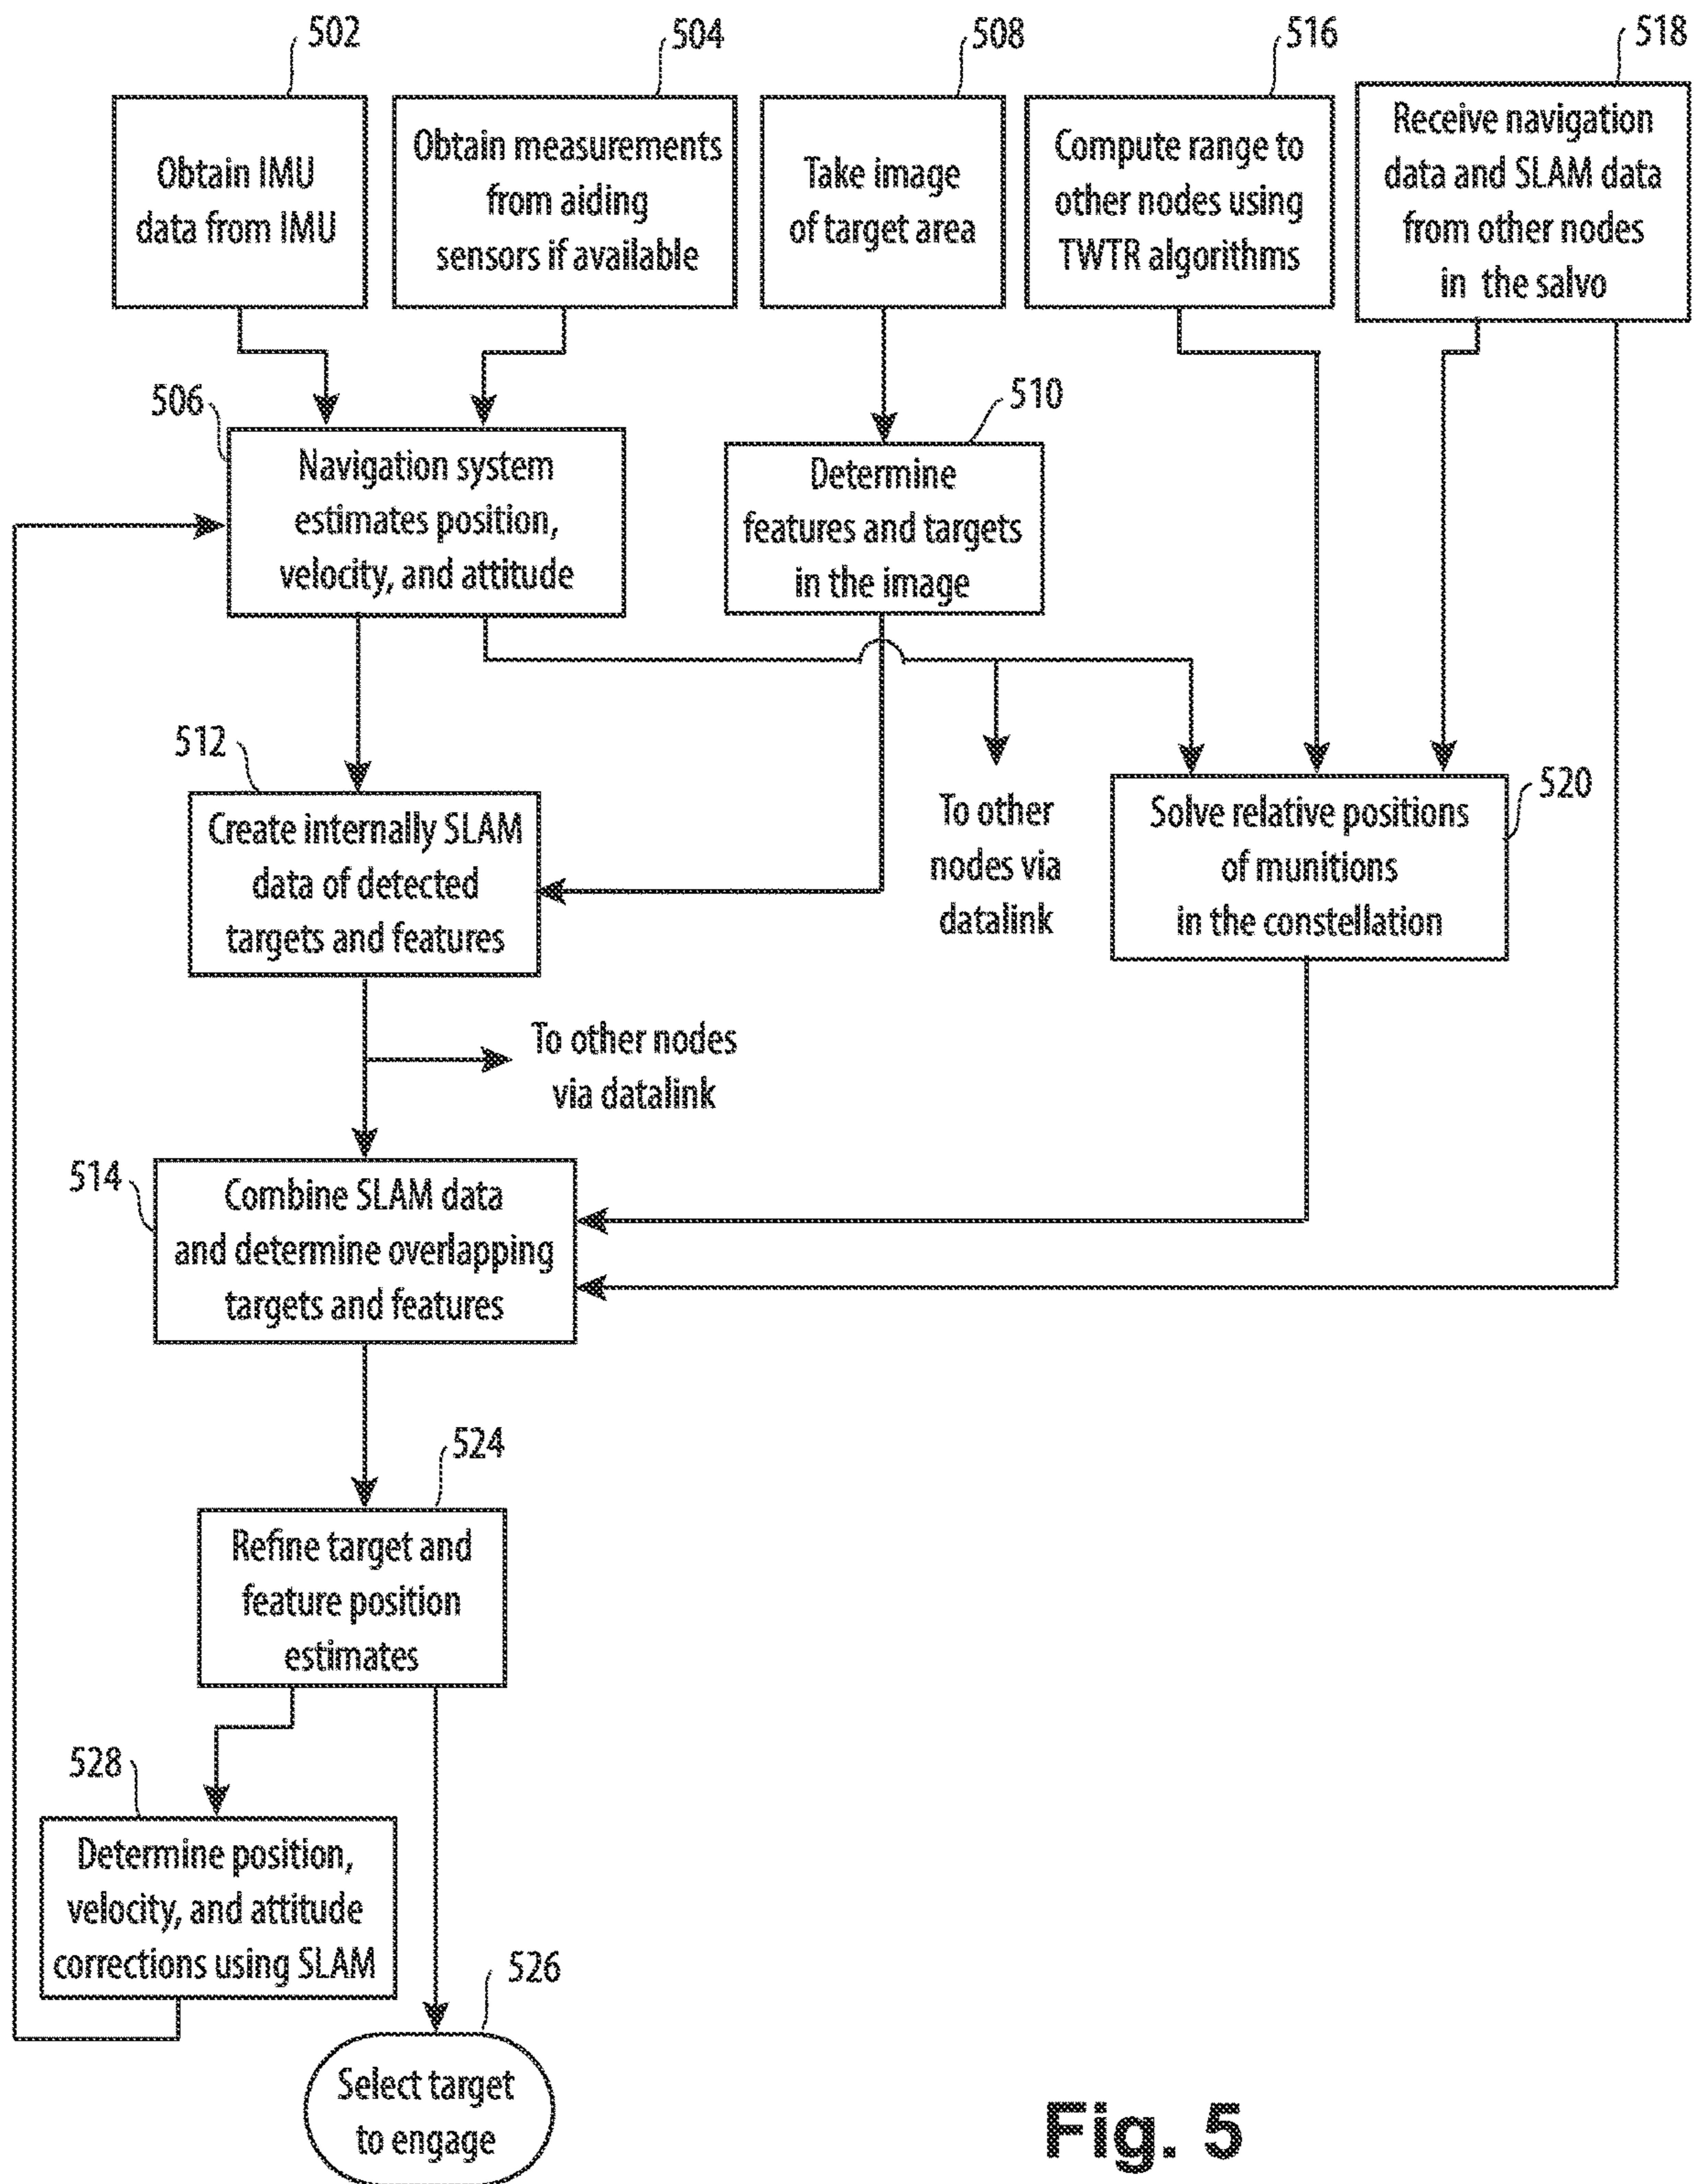 502
504
508
516
518
Obtain IMU
data from IMU
Obtain measurements
from aiding
sensors if available
Take image
of target area
Compute range to
other nodes using
TWTR algorithms
Receive navigation
data and SLAM data
from other nodes
in the salvo
506
Navigation system
estimates position,
velocity, and attitude
510
Determine
features and targets
in the image
512
Create internally SLAM
data of detected
targets and features
To other
nodes via
datalink
520
Solve relative positions
of munitions
in the constellation
To other nodes
via datalink
514
Combine SLAM data
and determine overlapping
targets and features
524
Refine target and
feature position
estimates
528
Determine position,
velocity, and attitude
corrections using SLAM
526
Select target
to engage
Fig. 5